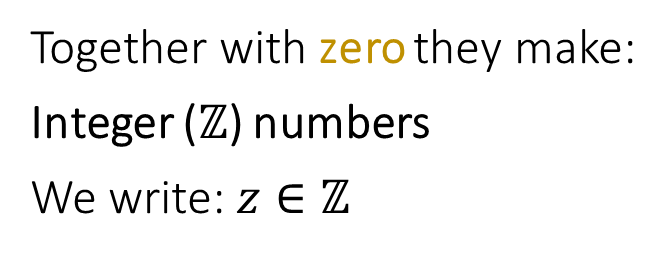 Together with zero they make:
Integer (ℤ) numbers
We write: z ∈ ℤ